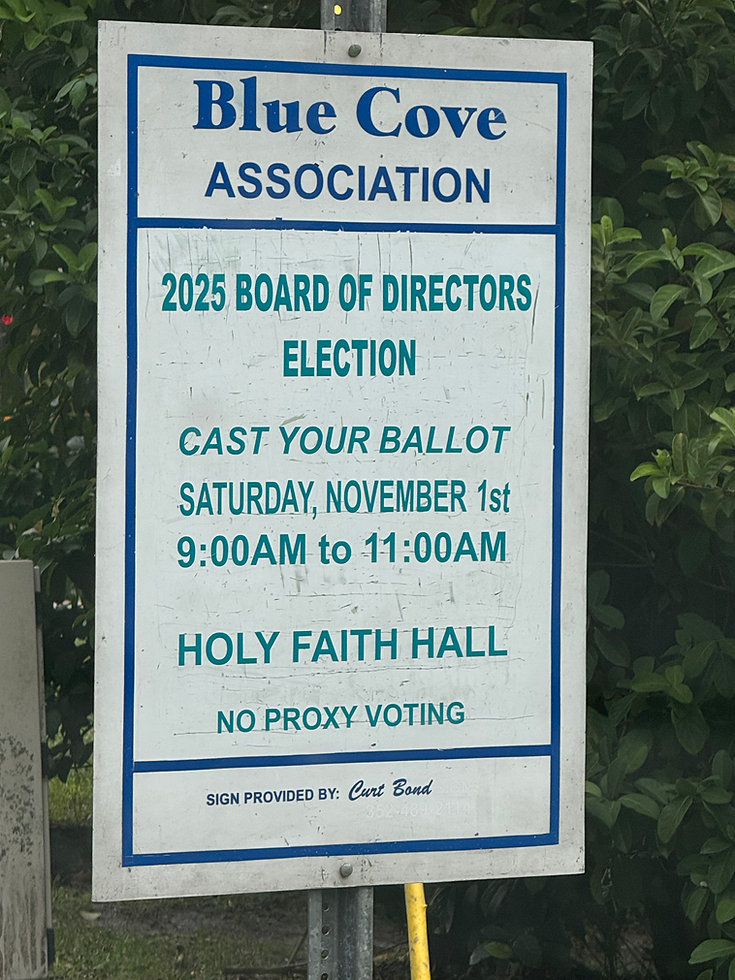 Blue Cove
ASSOCIATION
2025 BOARD OF DIRECTORS
ELECTION
CAST YOUR BALLOT
SATURDAY, NOVEMBER 1st
9:00AM to 11:00AM
HOLY FAITH HALL
NO PROXY VOTING
SIGN PROVIDED BY: Curt Bond